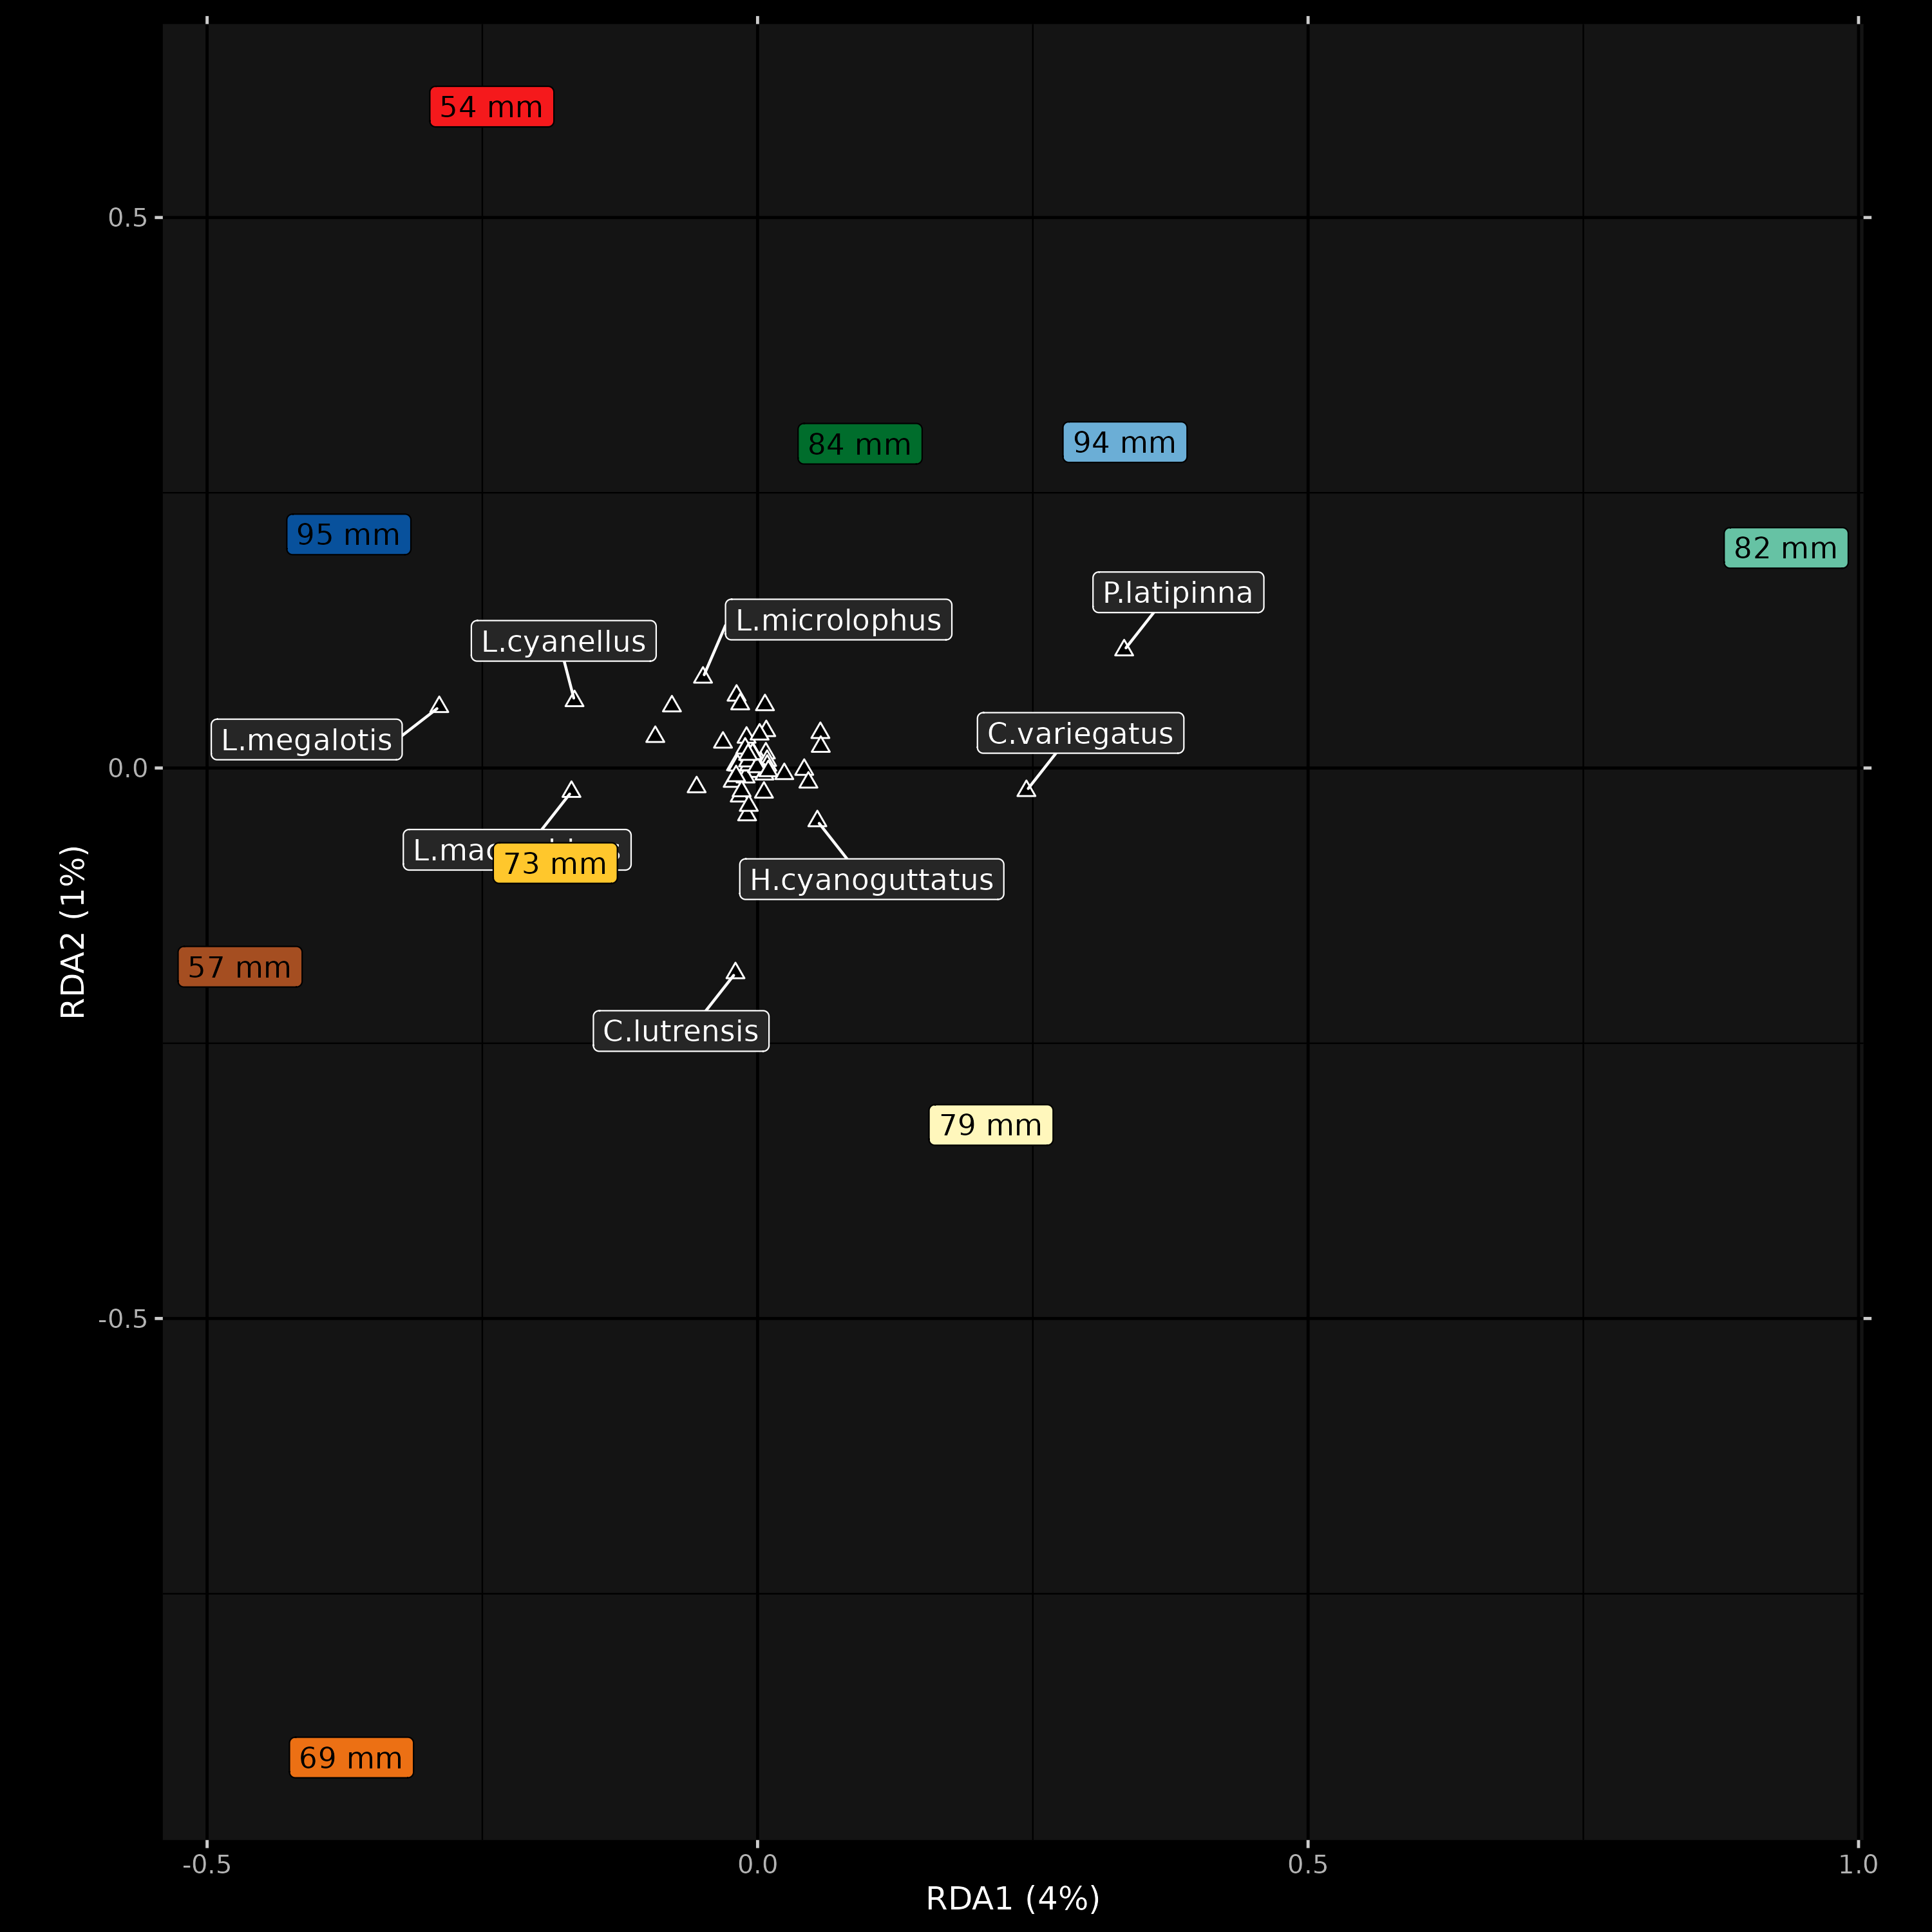 54 mm
0.5
84 mm
94 mm
95 mm
82 mm
P.latipinna
L.microlophus
L.cyanellus
L.megalotis
C.variegatus
0.0
73 mm
H.cyanoguttatus
RDA2 (1%)
57 mm
C.lutrensis
79 mm
-0.5
69 mm
-0.5
0.0
0.5
1.0
RDA1 (4%)